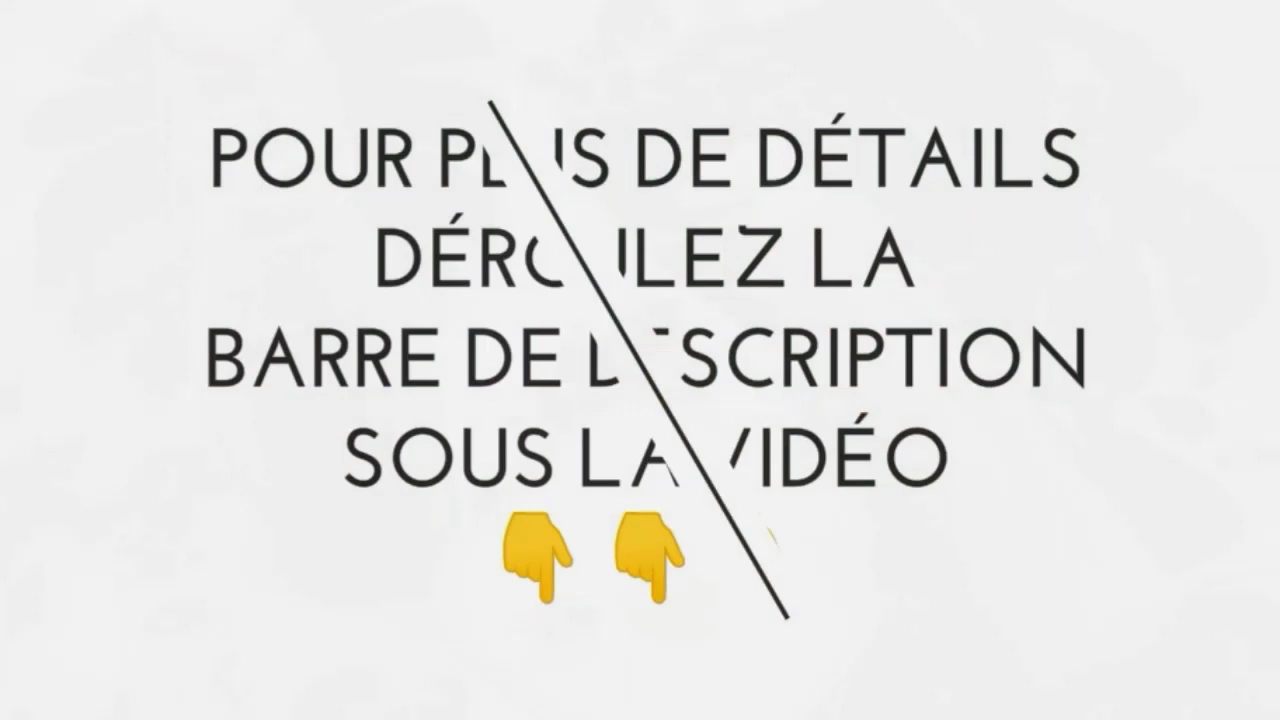 POUR PLUS DE DÉTAILS
DÉROULEZ LA
BARRE DE DESCRIPTION
SOUS LA VIDÉO